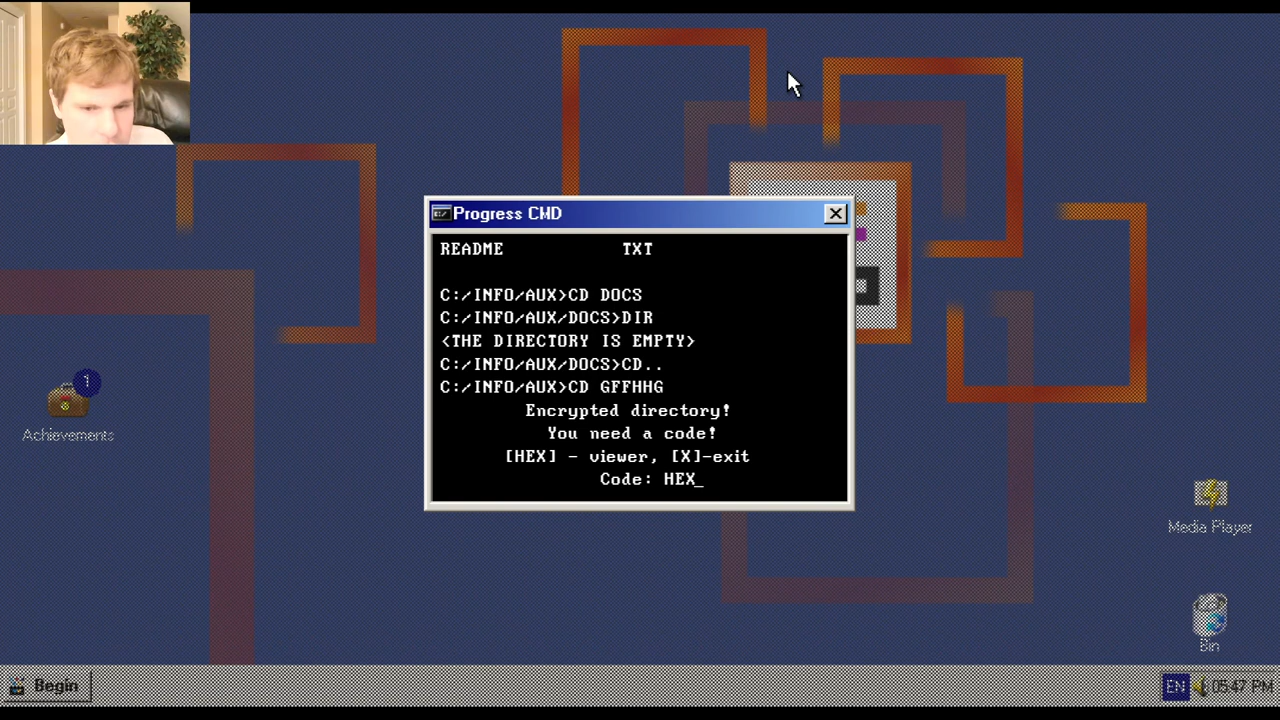 Progress CMD
README TXT
C:/INFO/AUX>CD DOCS
C:/INFO/AUX/DOCS>DIR
<THE DIRECTORY IS EMPTY>
C:/INFO/AUX/DOCS>CD..
C:/INFO/AUX>CD GFFHHG
Encrypted directory!
You need a code!
[HEX] - viewer, [X]-exit
Code: HEX_
1
Achievements
Media Player
Bin
Begin
EN 05:47 PM